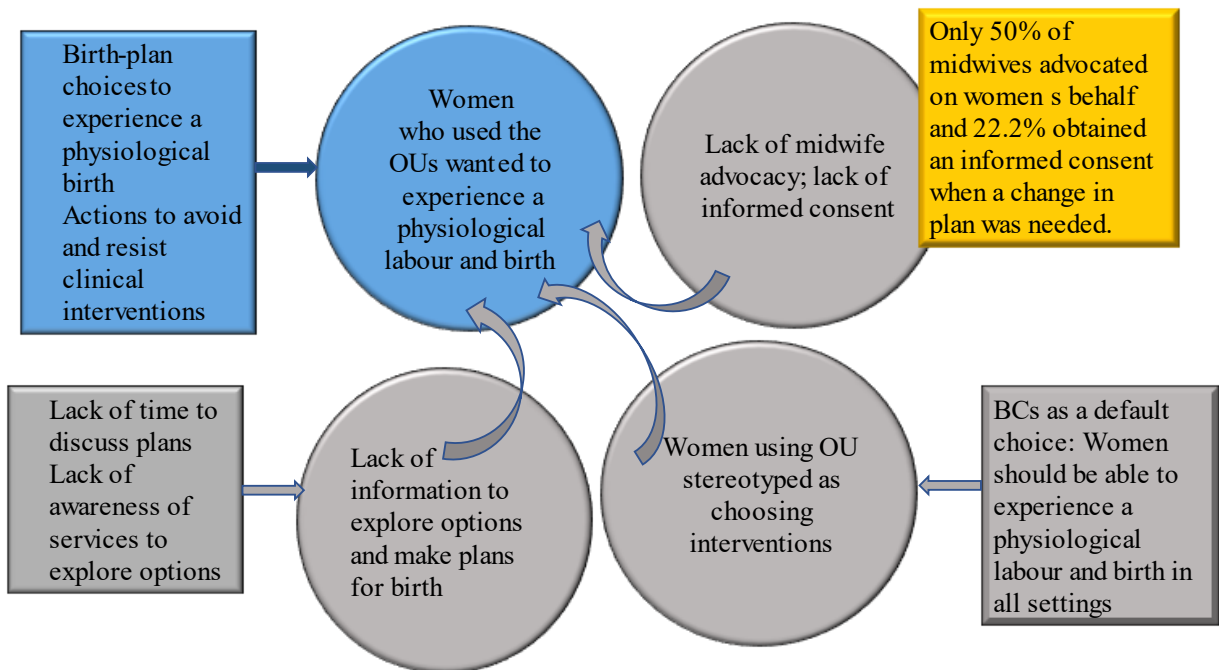 Birth-plan
choices to
experience a
physiological
birth
Actions to avoid
and resist
clinical
interventions
Women
who used the
OUs wanted to
experience a
physiological
labour and birth
Lack of midwife
advocacy; lack of
informed consent
Only 50% of
midwives advocated
on women s behalf
and 22.2% obtained
an informed consent
when a change in
plan was needed.
Lack of time to
discuss plans
Lack of
awareness of
services to
explore options
Lack of
information to
explore options
and make plans
for birth
Women using OU
stereotyped as
choosing
interventions
BCs as a default
choice: Women
should be able to
experience a
physiological
labour and birth in
all settings